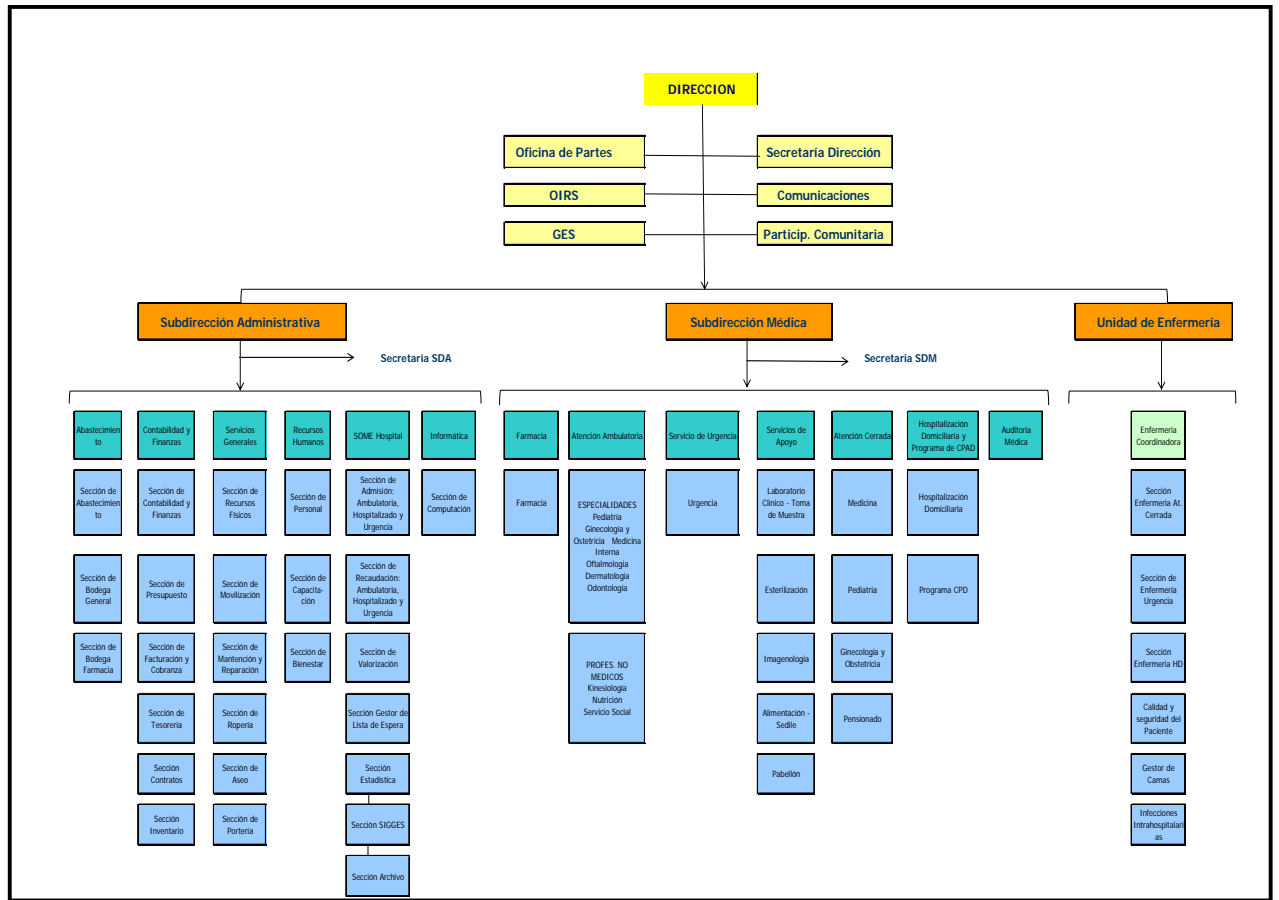 DIRECCION
Oficina de Partes
Secretaría Dirección
OIRS
Comunicaciones
GES
Particip. Comunitaria
Subdirección Administrativa
Subdirección Médica
Unidad de Enfermería
Secretaria SDA
Secretaria SDM
Abastecimien
to
Contabilidad y
Finanzas
Servicios
Generales
Recursos
Humanos
SOME Hospital
Informática
Farmacia
Atención Ambulatoria
Servicio de Urgencia
Servicios de
Apoyo
Atención Cerrada
Hospitalización
Domiciliaria y
Programa de CPAD
Auditoria
Médica
Enfermeria
Coordinadora
Sección de
Abastecimien
to
Sección de
Contabilidad y
Finanzas
Sección de
Recursos
Físicos
Sección de
Personal
Sección de
Admisión:
Ambulatoria,
Hospitalizado y
Urgencia
Sección de
Computación
Farmacia
ESPECIALIDADES
Pediatria
Ginecología y
Ostetricia Medicina
Interna
Oftalmología
Dermatología
Odontología
Urgencia
Laboratorio
Clínico - Toma
de Muestra
Medicina
Hospitalización
Domiciliaria
Sección
Enfermeria At.
Cerrada
Sección de
Bodega
General
Sección de
Presupuesto
Sección de
Movilización
Sección de
Capacita-
ción
Sección de
Recaudación:
Ambulatoria,
Hospitalizado y
Urgencia
Esterilización
Pediatria
Programa CPD
Sección de
Enfermeria
Urgencia
Sección de
Bodega
Farmacia
Sección de
Facturación y
Cobranza
Sección de
Mantención y
Reparación
Sección de
Bienestar
Sección de
Valorización
PROFES. NO
MEDICOS
Kinesiología
Nutrición
Servicio Social
Imagenología
Ginecología y
Obstetricia
Sección
Enfermeria HD
Sección de
Tesorería
Sección de
Ropería
Sección Gestor de
Lista de Espera
Alimentación -
Sedile
Pensionado
Calidad y
seguridad del
Paciente
Sección
Contratos
Sección de
Aseo
Sección
Estadística
Pabellón
Gestor de
Camas
Sección
Inventario
Sección de
Portería
Sección SIGGES
Infecciones
Intrahospitalari
as
Sección Archivo